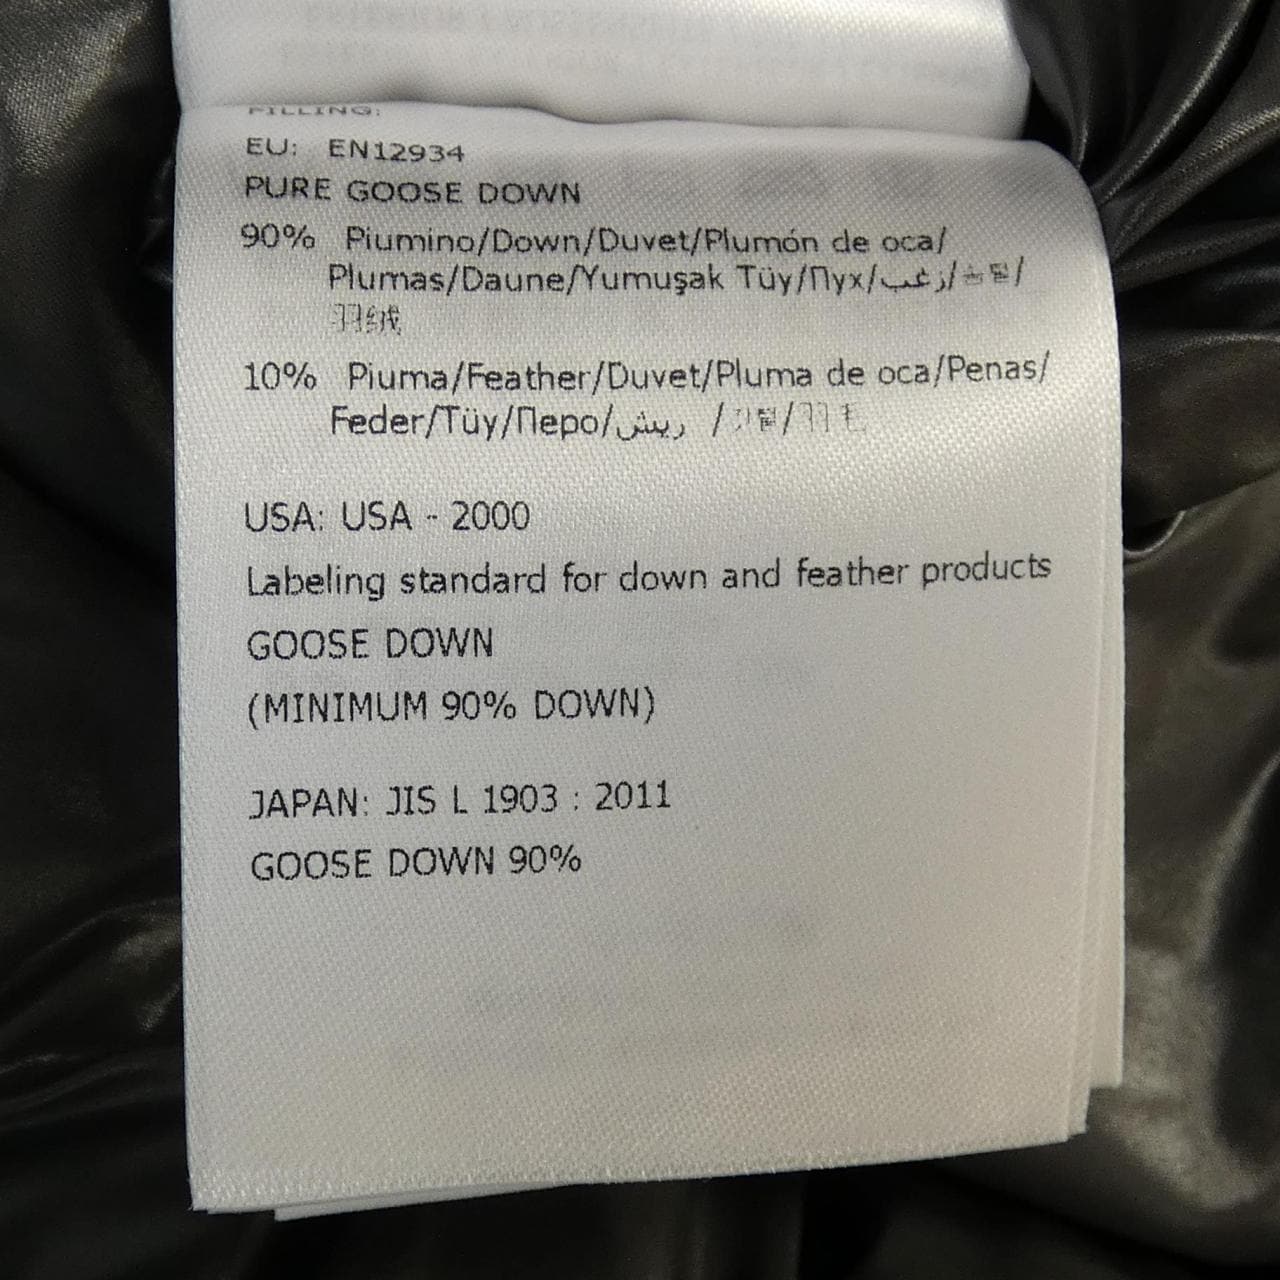 FILLING:
EU: EN12934
PURE GOOSE DOWN
90% Piumino/Down/Duvet/Plumón de oca/
Plumas/Daune/Yumuşak Tüy/Пух/زغب/솜털/
羽绒
10% Piuma/Feather/Duvet/Pluma de oca/Penas/
Feder/Tüy/Перо/ريش /깃털/羽毛
USA: USA - 2000
Labeling standard for down and feather products
GOOSE DOWN
(MINIMUM 90% DOWN)
JAPAN: JIS L 1903 : 2011
GOOSE DOWN 90%